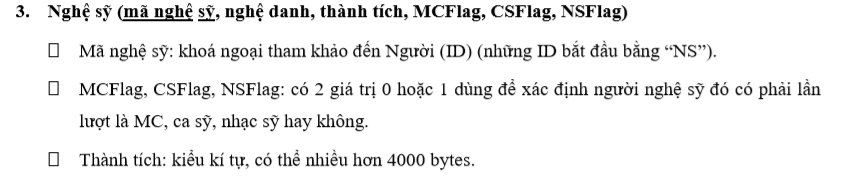 3. Nghệ sỹ (mã nghệ sỹ, nghệ danh, thành tích, MCFlag, CSFlag, NSFlag)
□ Mã nghệ sỹ: khoá ngoại tham khảo đến Người (ID) (những ID bắt đầu bằng “NS”).
□ MCFlag, CSFlag, NSFlag: có 2 giá trị 0 hoặc 1 dùng để xác định người nghệ sỹ đó có phải lần
lượt là MC, ca sỹ, nhạc sỹ hay không.
□ Thành tích: kiểu kí tự, có thể nhiều hơn 4000 bytes.